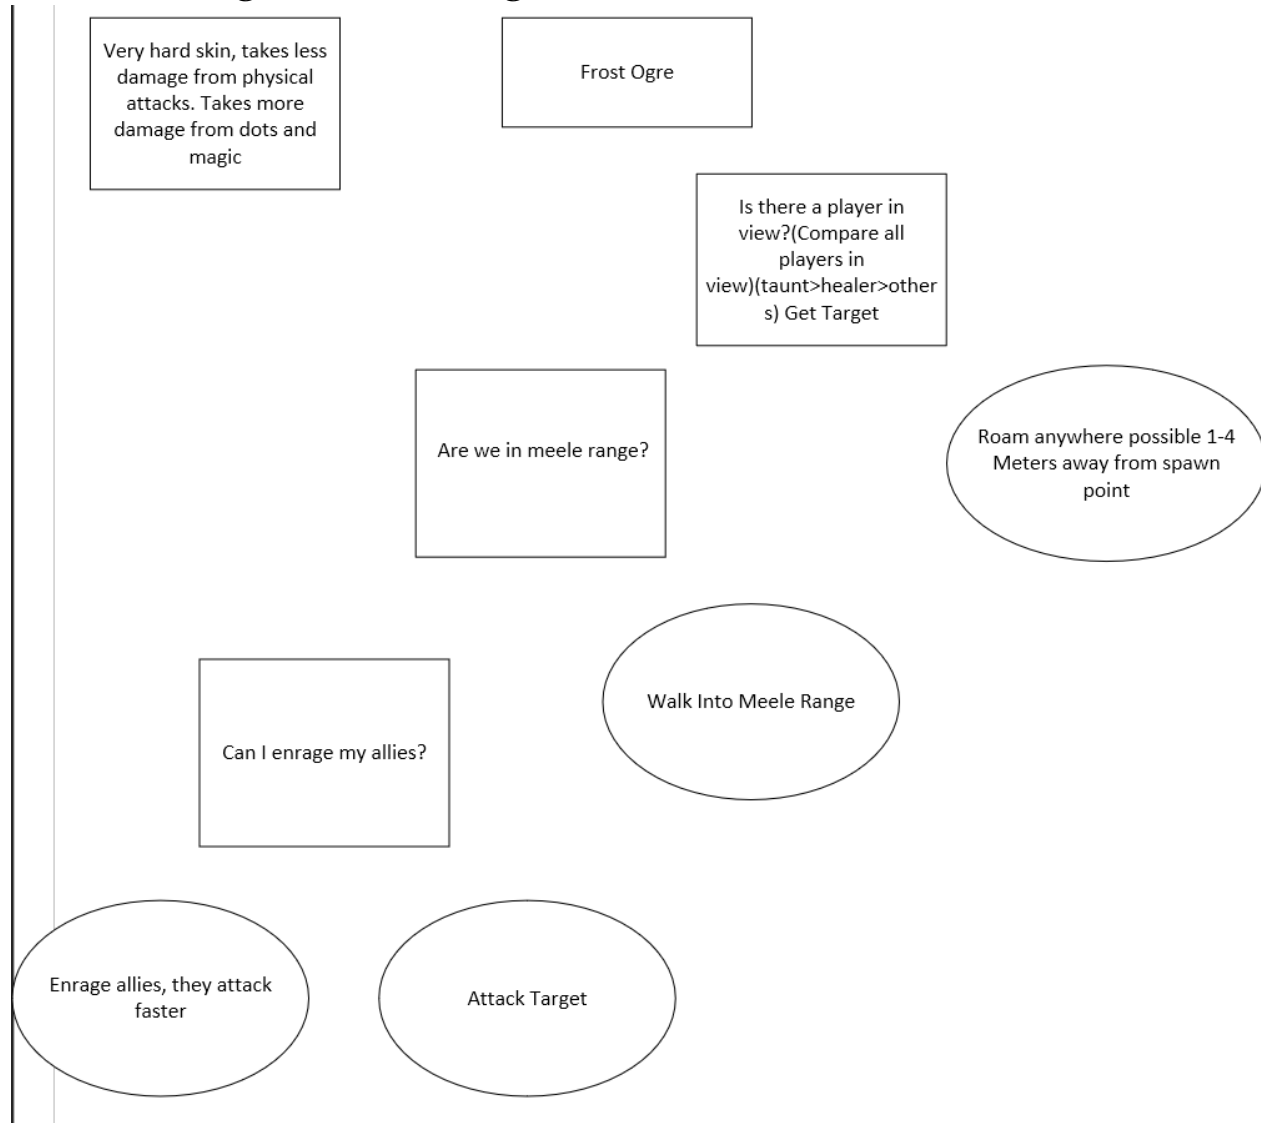 Very hard skin, takes less
damage from physical
attacks. Takes more
damage from dots and
magic
Frost Ogre
Is there a player in
view?(Compare all
players in
view)(taunt>healer>other
s) Get Target
Are we in meele range?
Roam anywhere possible 1-4
Meters away from spawn
point
Walk Into Meele Range
Can I enrage my allies?
Enrage allies, they attack
faster
Attack Target